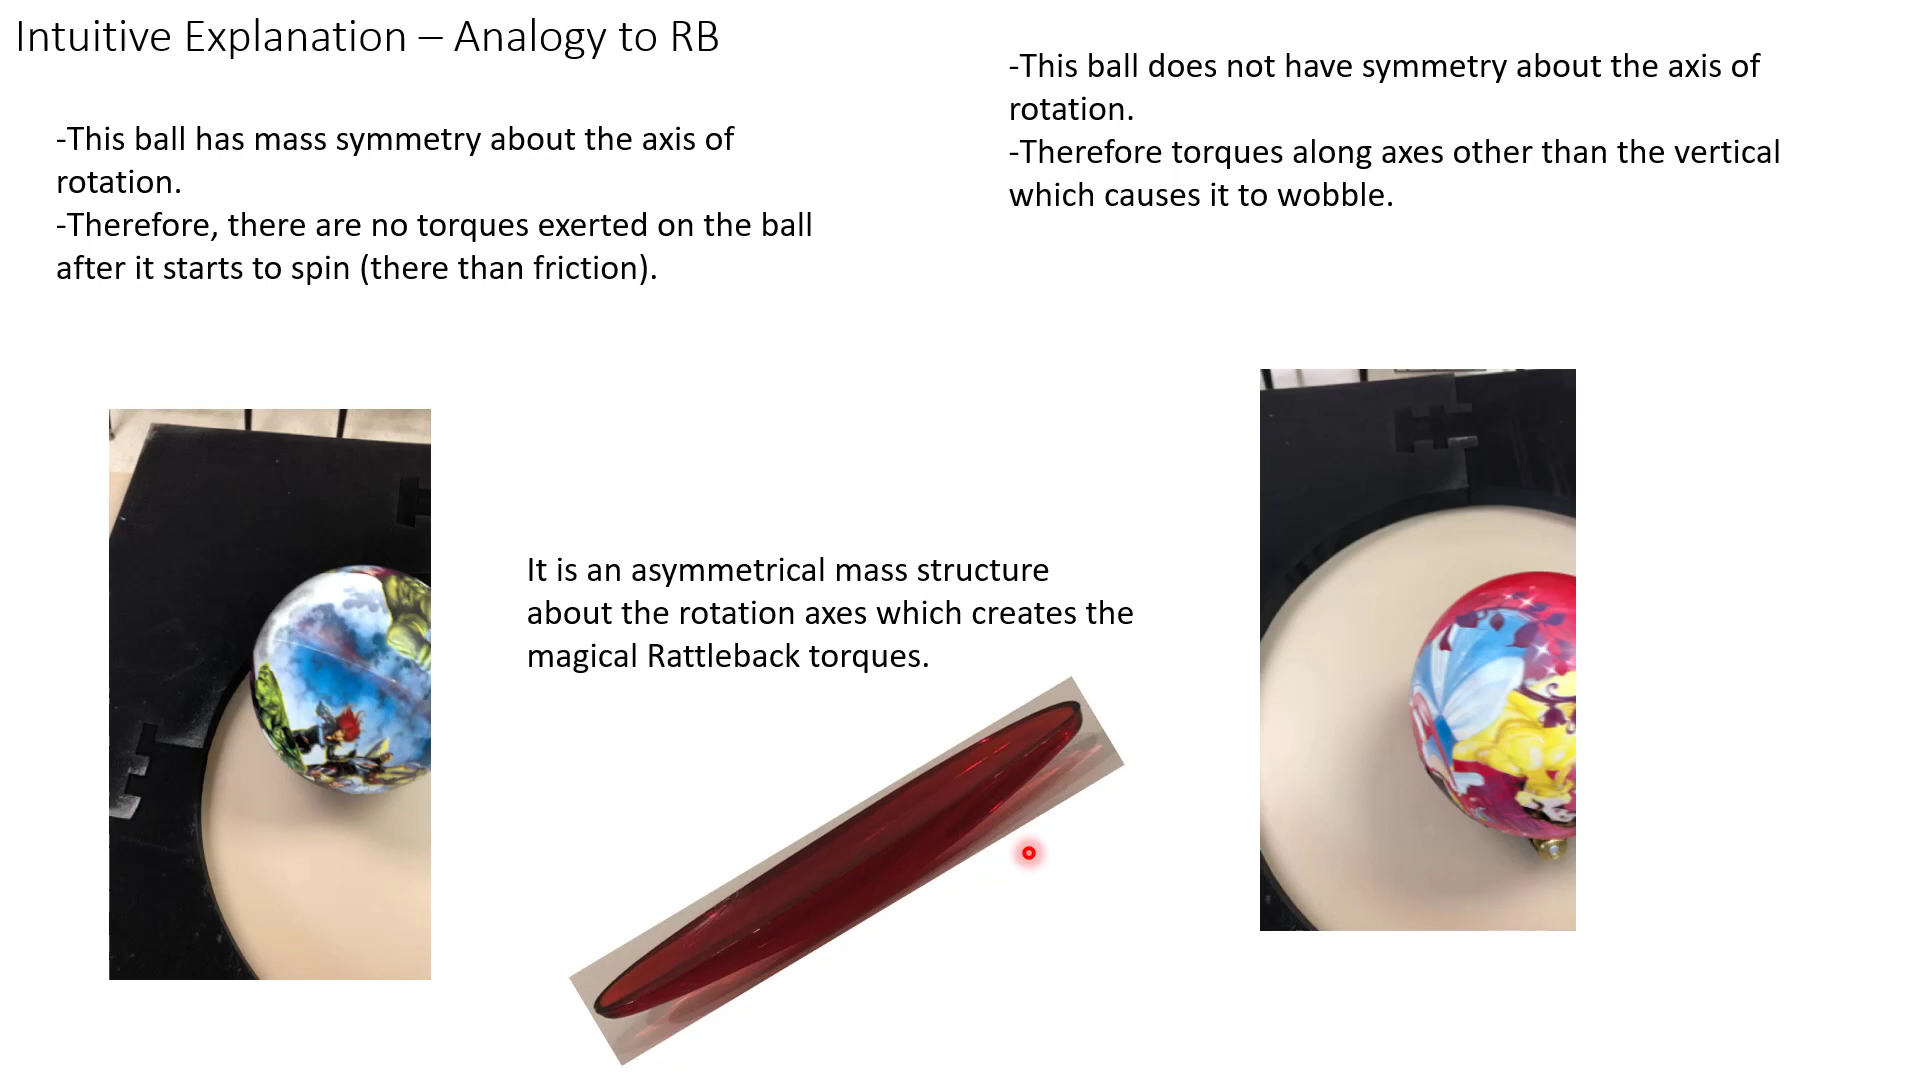 Intuitive Explanation – Analogy to RB
-This ball has mass symmetry about the axis of
rotation.
-Therefore, there are no torques exerted on the ball
after it starts to spin (there than friction).
-This ball does not have symmetry about the axis of
rotation.
-Therefore torques along axes other than the vertical
which causes it to wobble.
It is an asymmetrical mass structure
about the rotation axes which creates the
magical Rattleback torques.